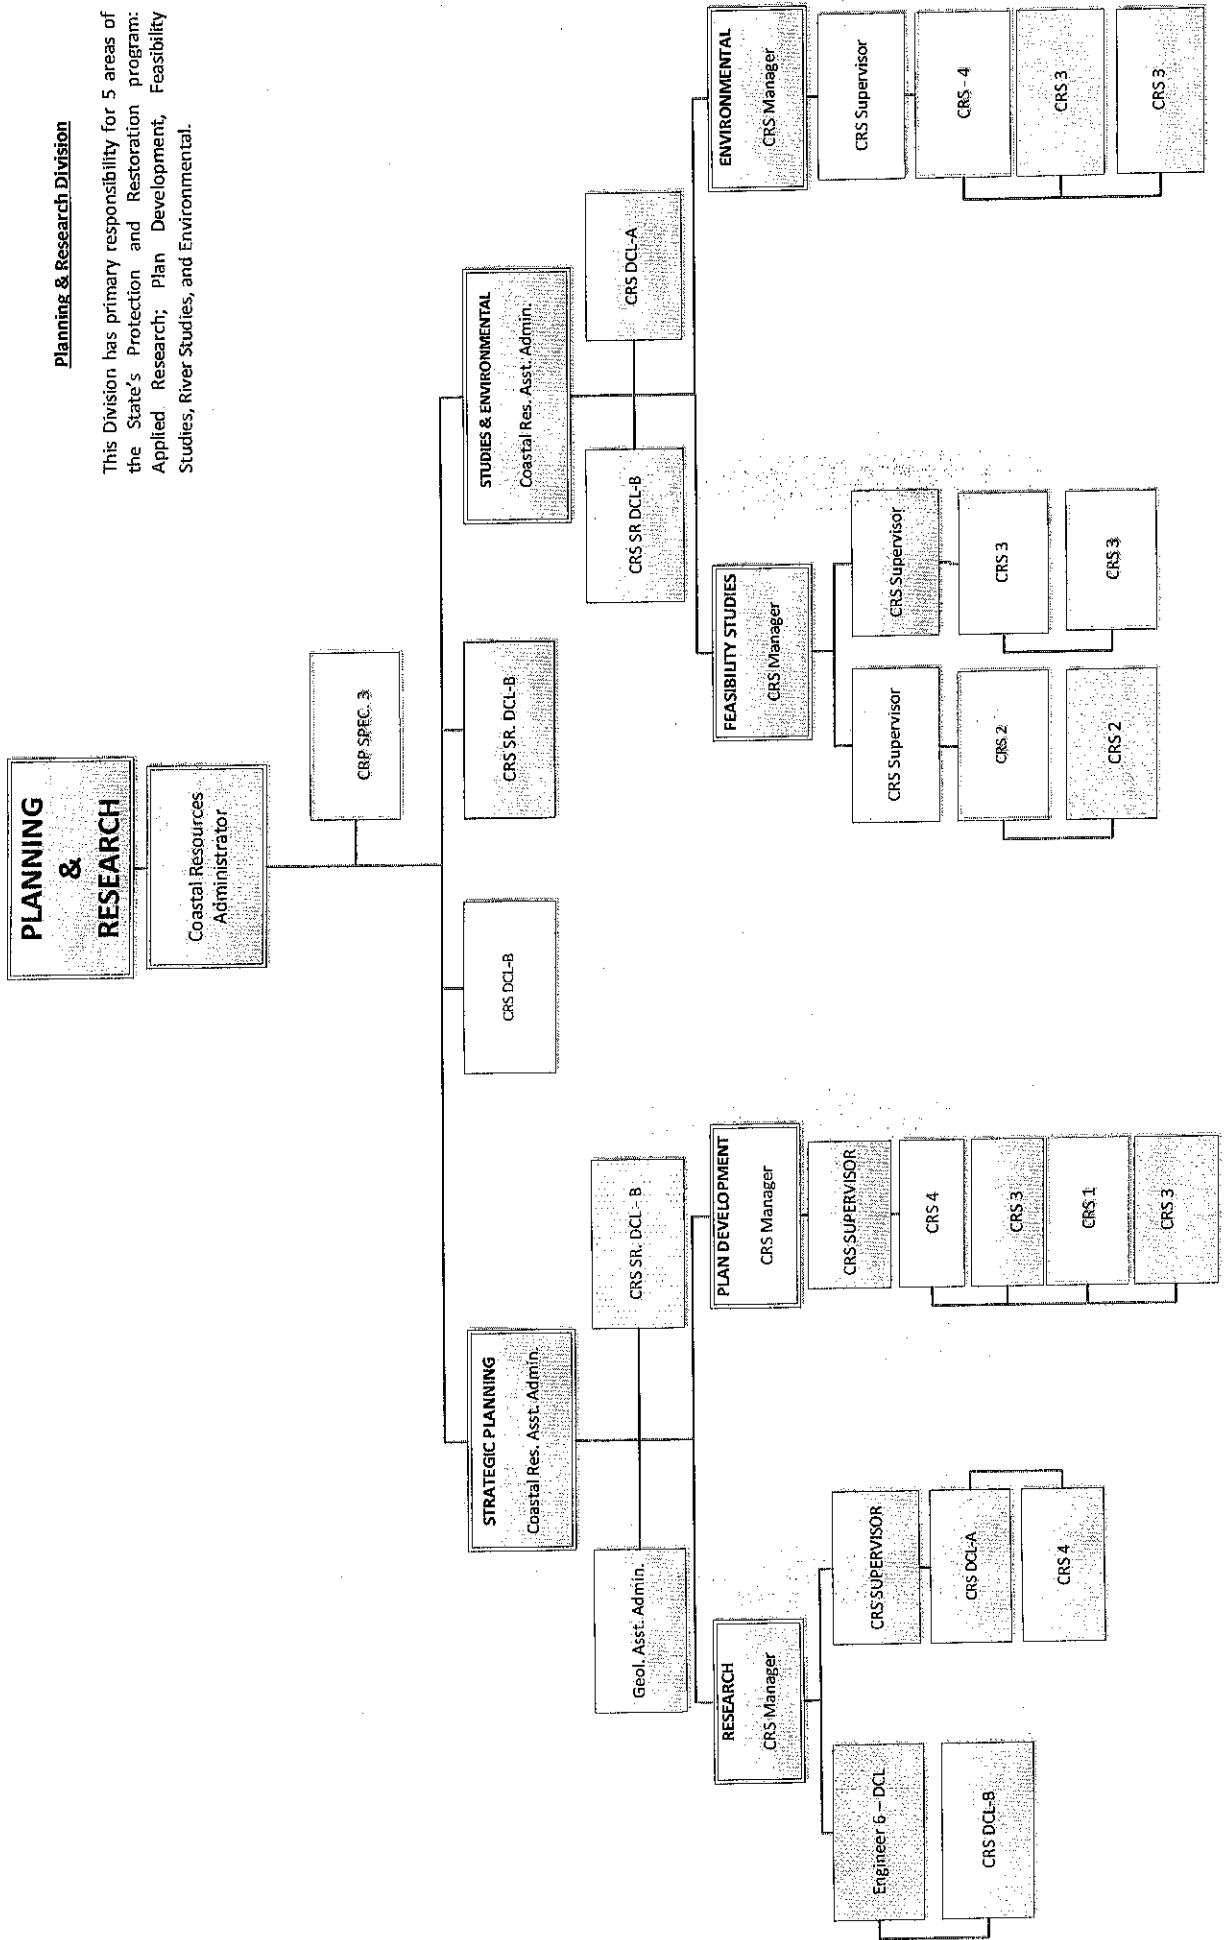 Planning & Research Division
This Division has primary responsibility for 5 areas of
the State's Protection and Restoration program:
Applied Research; Plan Development, Feasibility
Studies, River Studies, and Environmental.
PLANNING
&
RESEARCH
Coastal Resources
Administrator
CRP SPEC. 3
STRATEGIC PLANNING
Coastal Res. Asst. Admin.
CRS DCL-B
CRS SR. DCL-B
STUDIES & ENVIRONMENTAL
Coastal Res. Asst. Admin.
Geol. Asst. Admin.
CRS SR. DCL - B
CRS SR DCL-B
CRS DCL-A
RESEARCH
CRS Manager
Engineer 6 – DCL
CRS DCL-B
CRS SUPERVISOR
CRS DCL-A
CRS 4
PLAN DEVELOPMENT
CRS Manager
CRS SUPERVISOR
CRS 4
CRS 3
CRS 1
CRS 3
FEASIBILITY STUDIES
CRS Manager
CRS Supervisor
CRS 2
CRS 2
CRS Supervisor
CRS 3
CRS 3
ENVIRONMENTAL
CRS Manager
CRS Supervisor
CRS - 4
CRS 3
CRS 3